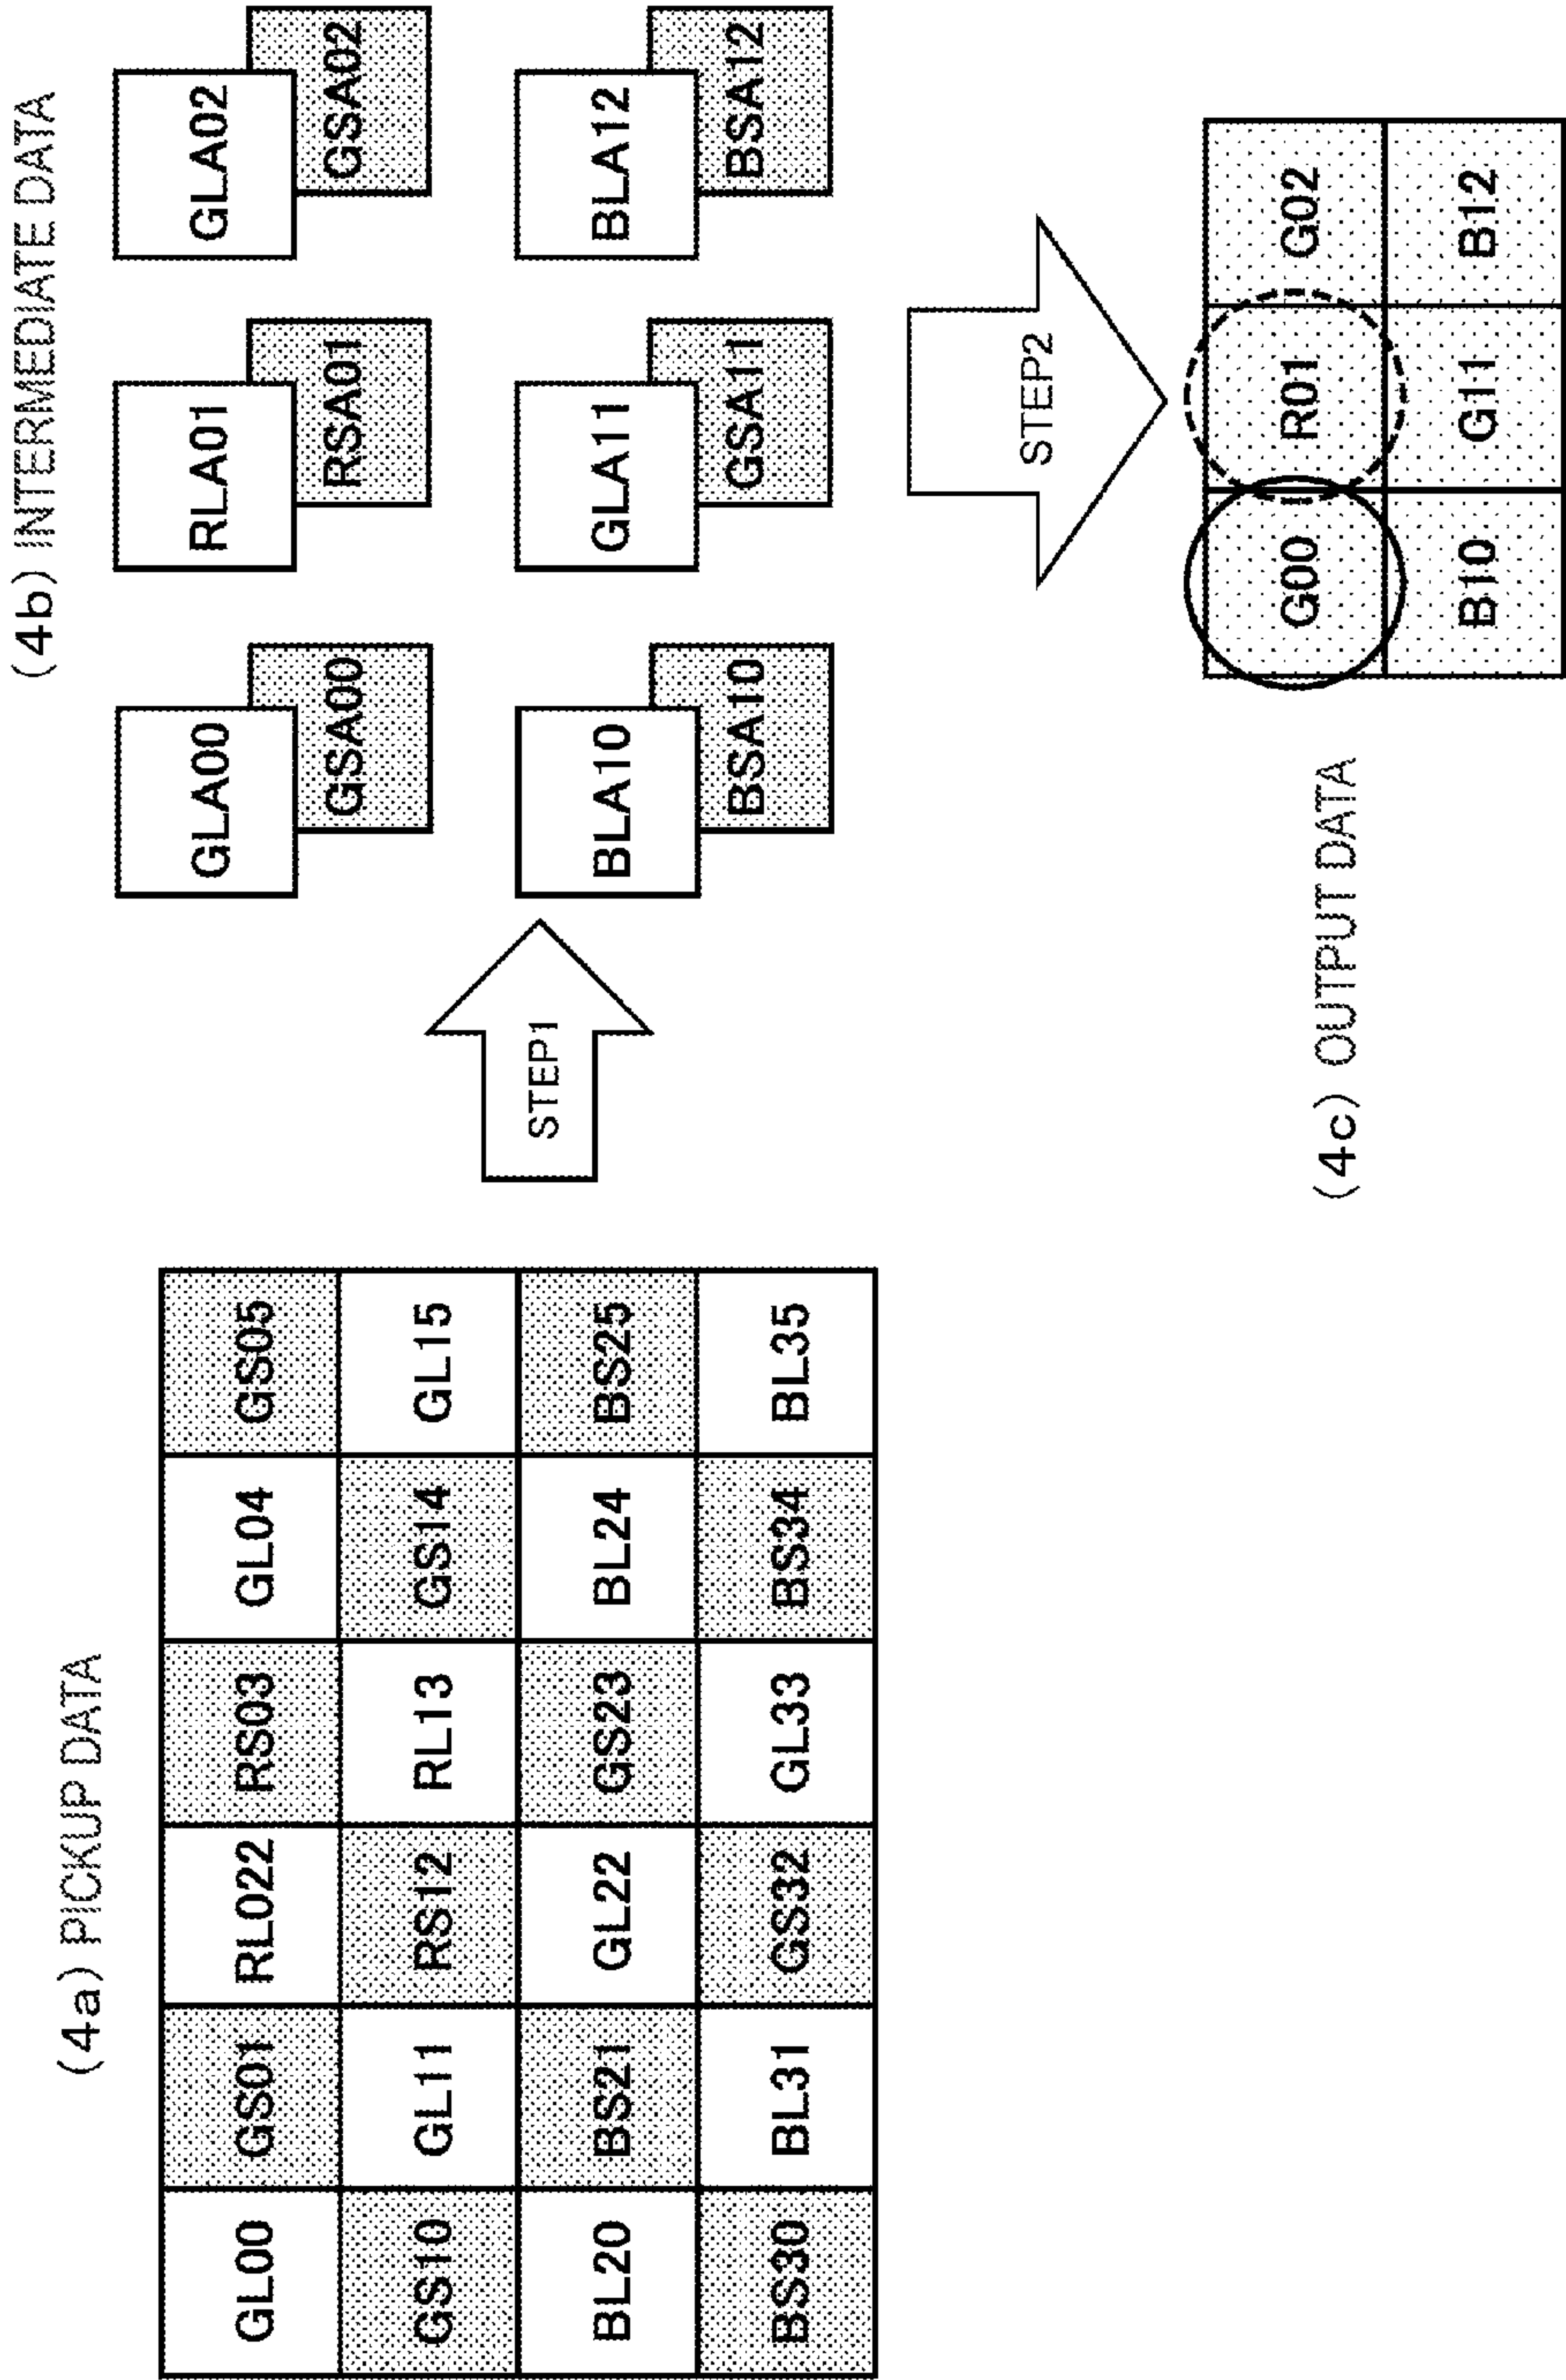 (4a) PICKUP DATA
GL00 GS01 RL022 RS03 GL04 GS05
GS10 GL11 RS12 RL13 GS14 GL15
BL20 BS21 GL22 GS23 BL24 BS25
BS30 BL31 GS32 GL33 BS34 BL35
STEP1
(4b) INTERMEDIATE DATA
GLA00 RLA01 GLA02
GSA00 RSA01 GSA02
BLA10 GLA11 BLA12
BSA10 GSA11 BSA12
STEP2
(4c) OUTPUT DATA
G00 R01 G02
B10 G11 B12